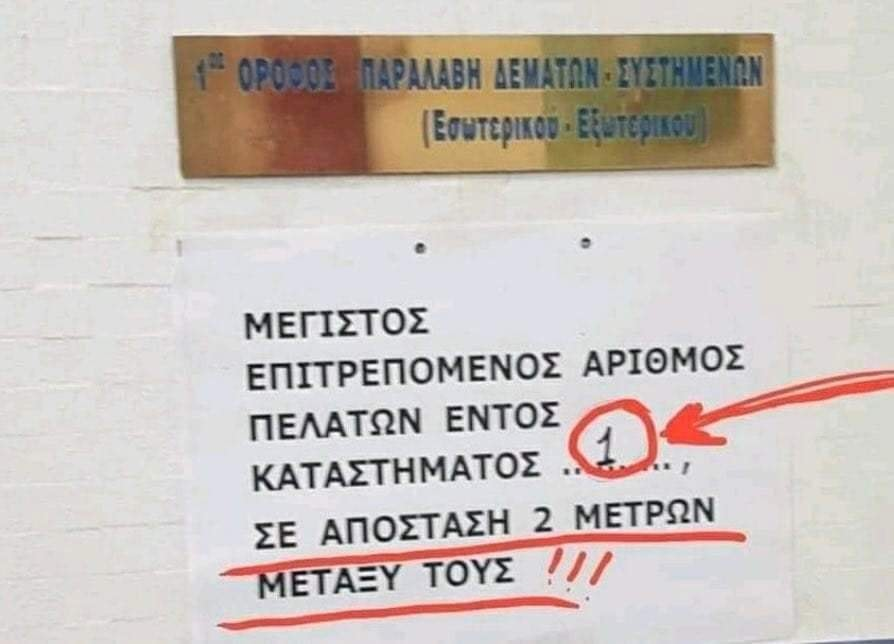 1ος ΟΡΟΦΟΣ ΠΑΡΑΛΑΒΗ ΔΕΜΑΤΩΝ - ΣΥΣΤΗΜΕΝΩΝ
(Εσωτερικού - Εξωτερικού)
ΜΕΓΙΣΤΟΣ
ΕΠΙΤΡΕΠΟΜΕΝΟΣ ΑΡΙΘΜΟΣ
ΠΕΛΑΤΩΝ ΕΝΤΟΣ
ΚΑΤΑΣΤΗΜΑΤΟΣ ..1....,
ΣΕ ΑΠΟΣΤΑΣΗ 2 ΜΕΤΡΩΝ
ΜΕΤΑΞΥ ΤΟΥΣ !!!